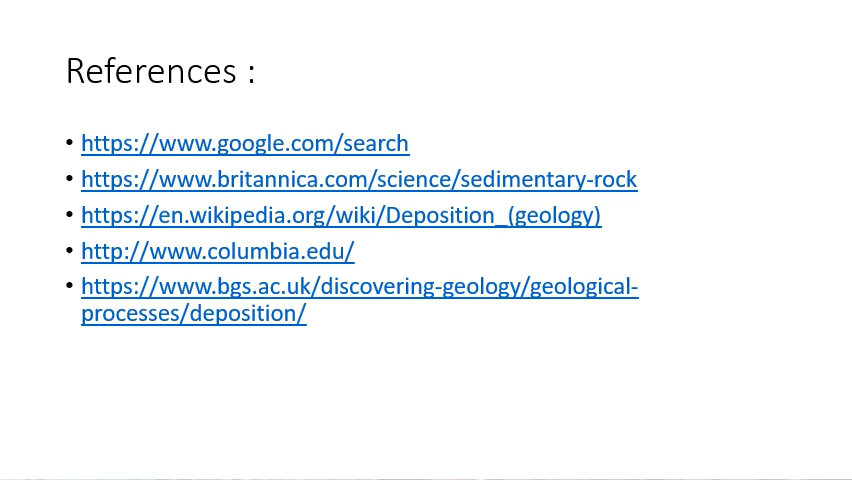 References :
• https://www.google.com/search
• https://www.britannica.com/science/sedimentary-rock
• https://en.wikipedia.org/wiki/Deposition_(geology)
• http://www.columbia.edu/
• https://www.bgs.ac.uk/discovering-geology/geological-
processes/deposition/